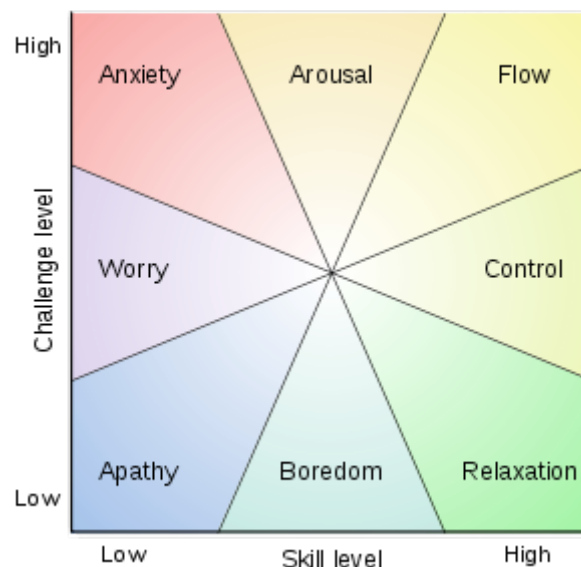 High
Anxiety Arousal Flow
Challenge level
Worry Control
Apathy Boredom Relaxation
Low
Low Skill level High